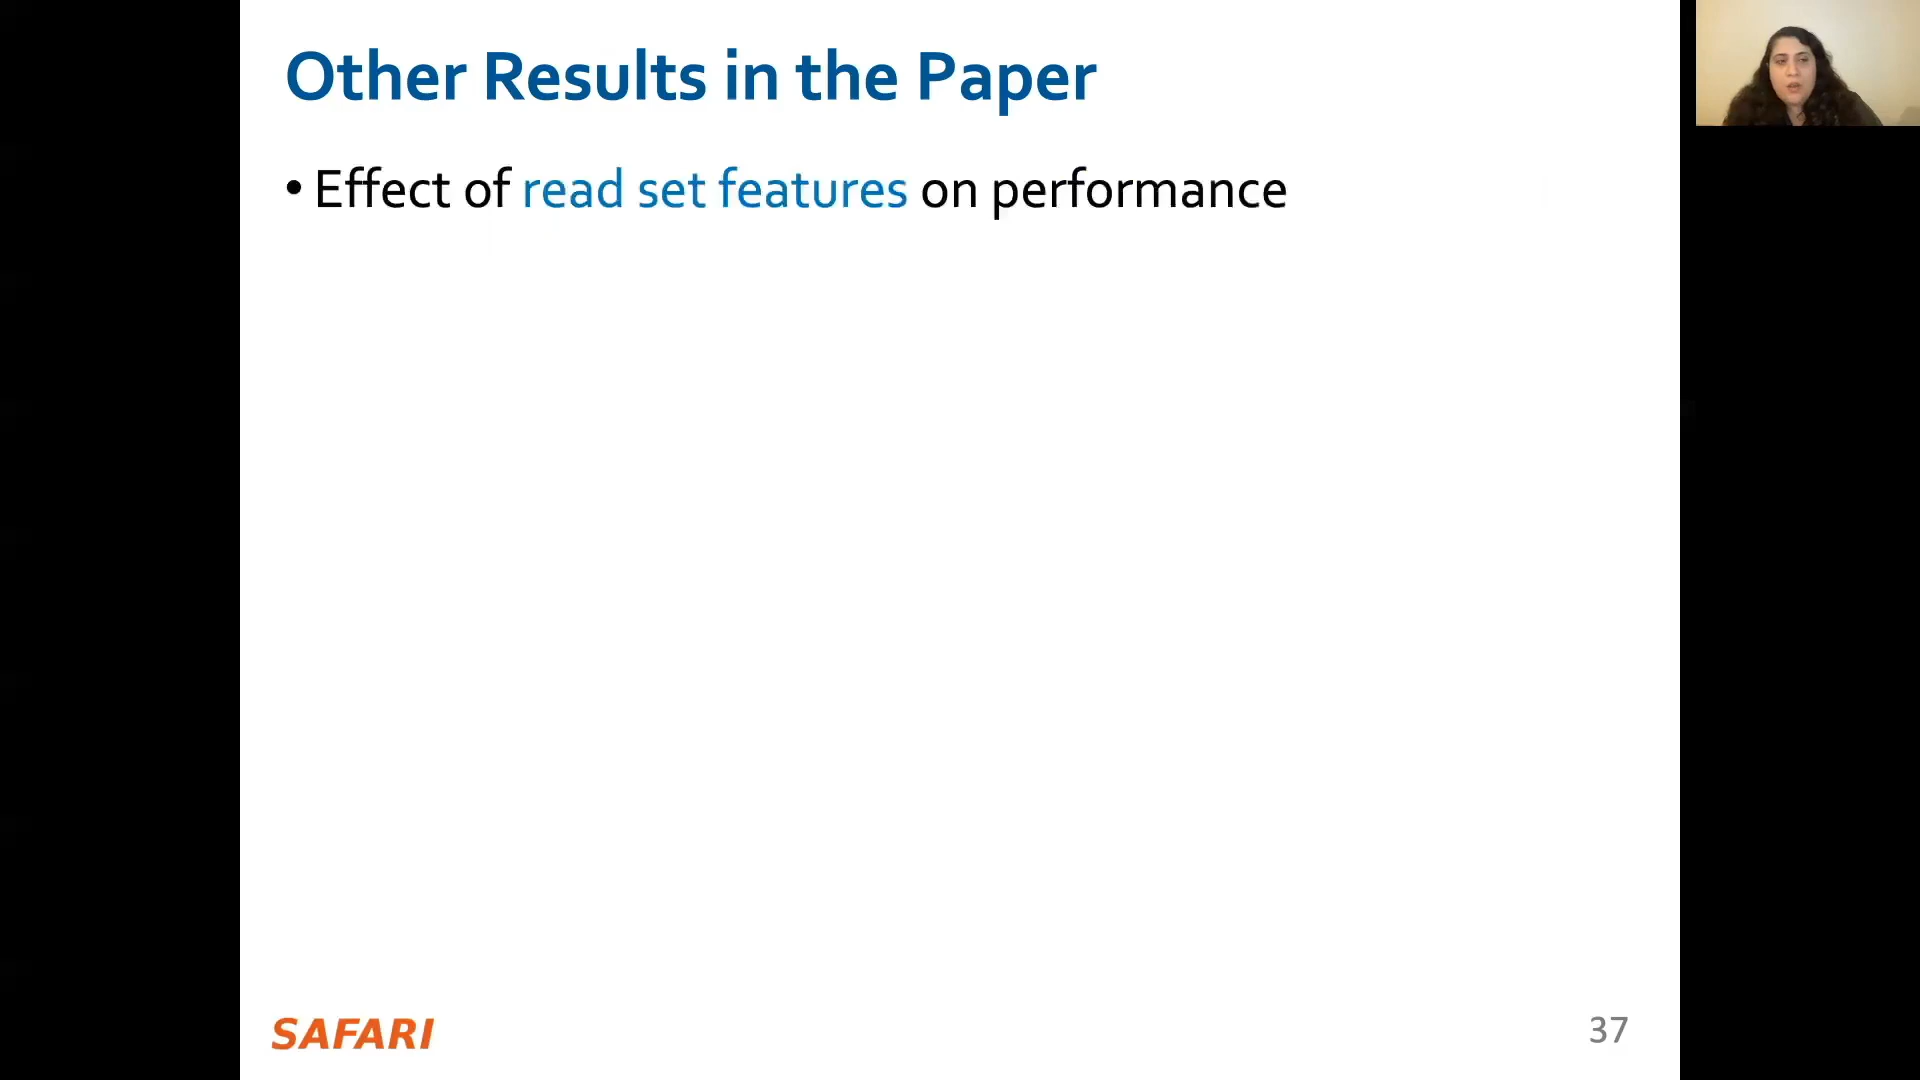 Other Results in the Paper
• Effect of read set features on performance
SAFARI
37